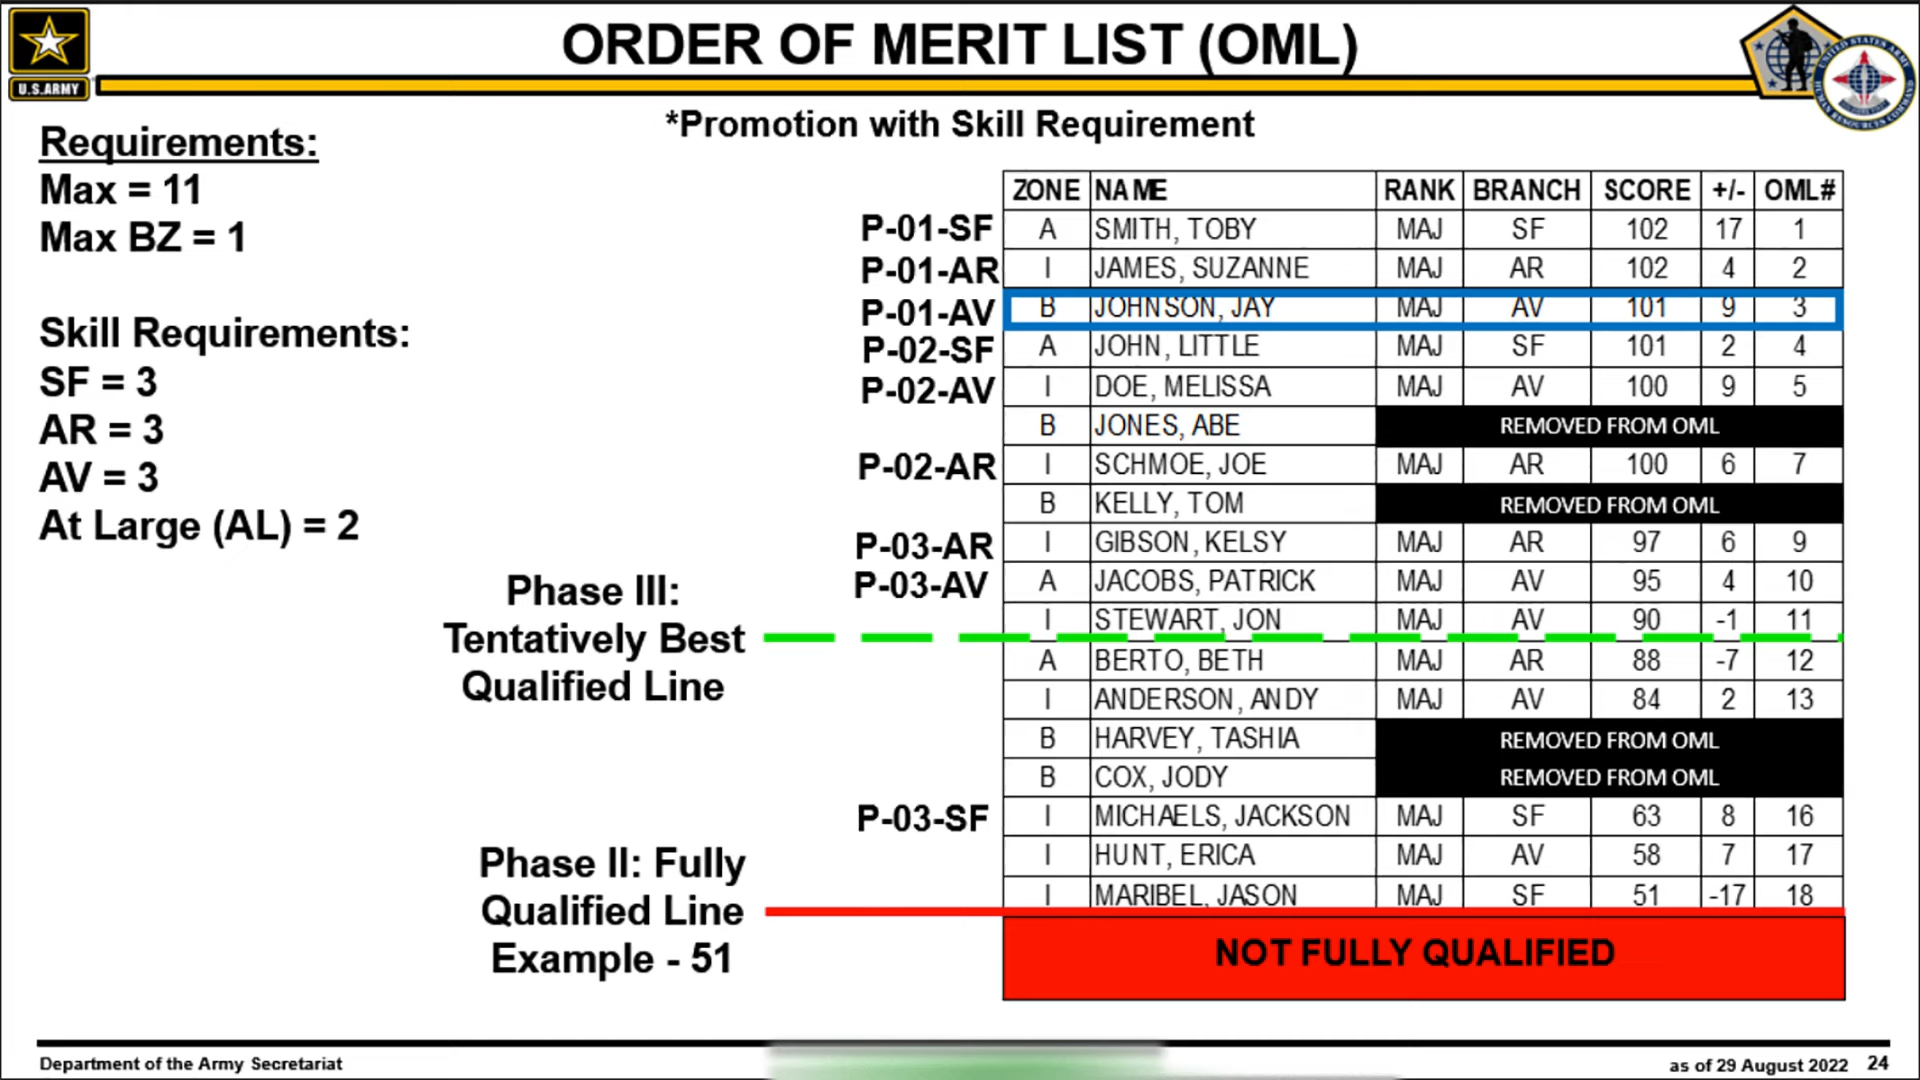 ORDER OF MERIT LIST (OML)
U.S.ARMY
*Promotion with Skill Requirement
Requirements:
Max = 11
Max BZ = 1
Skill Requirements:
SF = 3
AR = 3
AV = 3
At Large (AL) = 2
ZONE NAME RANK BRANCH SCORE +/- OML#
P-01-SF A SMITH, TOBY MAJ SF 102 17 1
P-01-AR I JAMES, SUZANNE MAJ AR 102 4 2
P-01-AV B JOHNSON, JAY MAJ AV 101 9 3
P-02-SF A JOHN, LITTLE MAJ SF 101 2 4
P-02-AV I DOE, MELISSA MAJ AV 100 9 5
B JONES, ABE REMOVED FROM OML
P-02-AR I SCHMOE, JOE MAJ AR 100 6 7
B KELLY, TOM REMOVED FROM OML
P-03-AR I GIBSON, KELSY MAJ AR 97 6 9
P-03-AV A JACOBS, PATRICK MAJ AV 95 4 10
I STEWART, JON MAJ AV 90 -1 11
A BERTO, BETH MAJ AR 88 -7 12
I ANDERSON, ANDY MAJ AV 84 2 13
B HARVEY, TASHIA REMOVED FROM OML
B COX, JODY REMOVED FROM OML
P-03-SF I MICHAELS, JACKSON MAJ SF 63 8 16
I HUNT, ERICA MAJ AV 58 7 17
I MARIBEL, JASON MAJ SF 51 -17 18
NOT FULLY QUALIFIED
Phase III:
Tentatively Best
Qualified Line
Phase II: Fully
Qualified Line
Example - 51
Department of the Army Secretariat
as of 29 August 2022 24